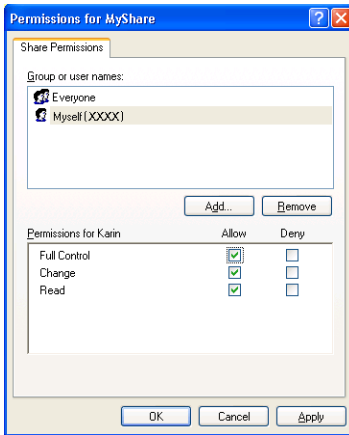 Permissions for MyShare
Share Permissions
Group or user names:
Everyone
Myself(XXXX)
Add... Remove
Permissions for Karin Allow Deny
Full Control
Change
Read
OK Cancel Apply